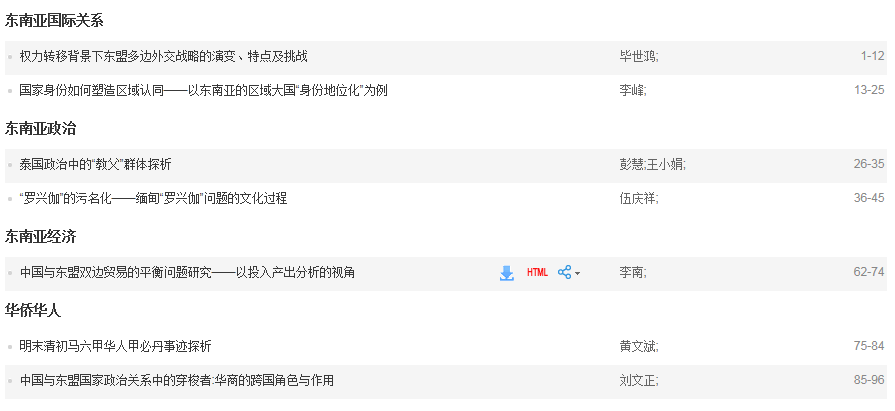 东南亚国际关系
权力转移背景下东盟多边外交战略的演变、特点及挑战 毕世鸿; 1-12
国家身份如何塑造区域认同——以东南亚的区域大国“身份地位化”为例 李峰; 13-25
东南亚政治
泰国政治中的“教父”群体探析 彭慧;王小娟; 26-35
“罗兴伽”的污名化——缅甸“罗兴伽”问题的文化过程 伍庆祥; 36-45
东南亚经济
中国与东盟双边贸易的平衡问题研究——以投入产出分析的视角 HTML 李南; 62-74
华侨华人
明末清初马六甲华人甲必丹事迹探析 黄文斌; 75-84
中国与东盟国家政治关系中的穿梭者:华商的跨国角色与作用 刘文正; 85-96